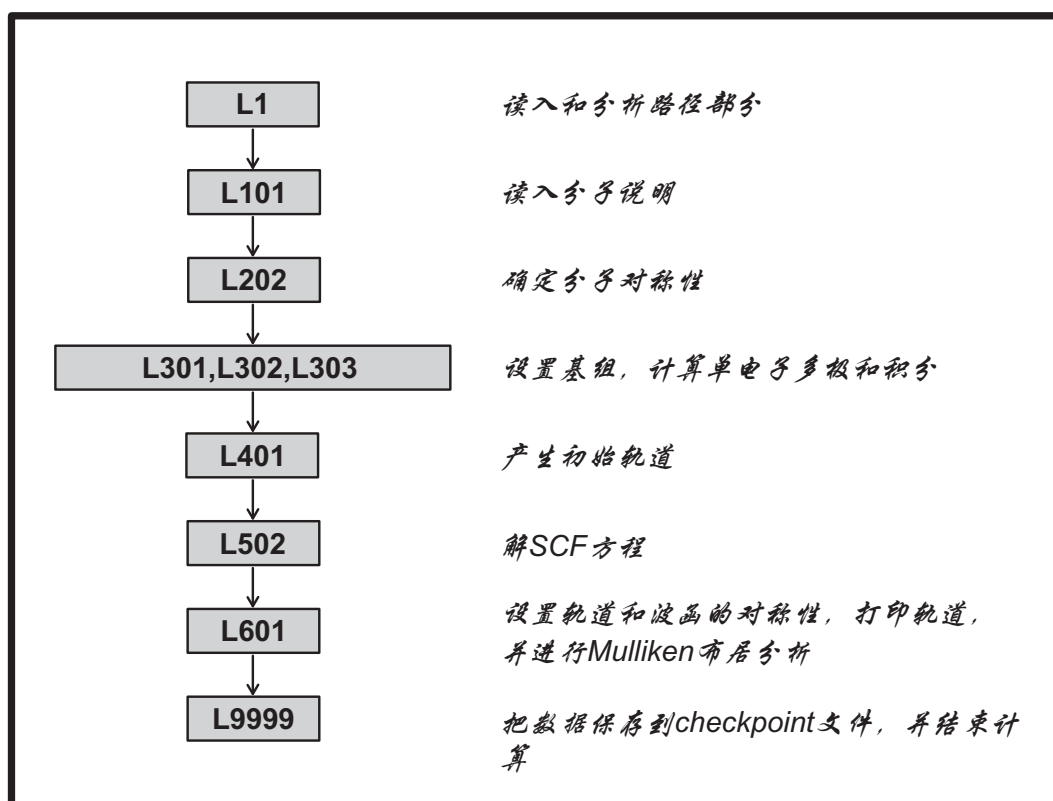 L1
读入和分析路径部分
L101
读入分子说明
L202
确定分子对称性
L301,L302,L303
设置基组，计算单电子多极和积分
L401
产生初始轨道
L502
解SCF方程
L601
设置轨道和波函的对称性，打印轨道，
并进行Mulliken布居分析
L9999
把数据保存到checkpoint文件，并结束计
算